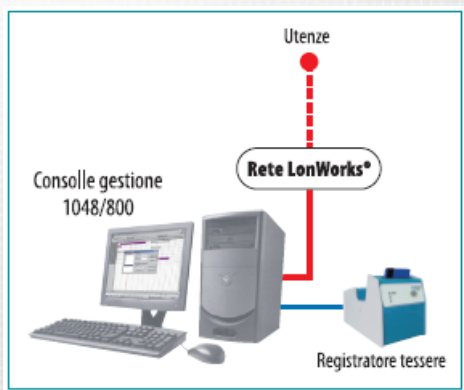 Utenze
Rete LonWorks®
Consolle gestione
1048/800
Registratore tessere